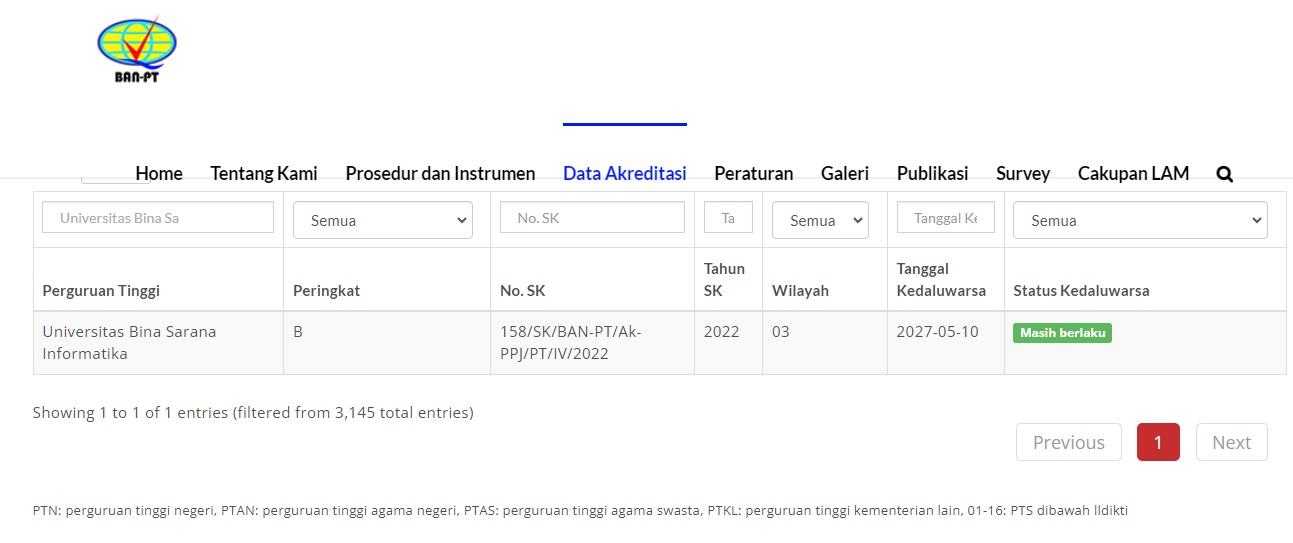 BAN-PT
Home Tentang Kami Prosedur dan Instrumen Data Akreditasi Peraturan Galeri Publikasi Survey Cakupan LAM
Universitas Bina Sa Semua No. SK Ta Semua Tanggal Ke Semua
Perguruan Tinggi Peringkat No. SK Tahun SK Wilayah Tanggal Kedaluwarsa Status Kedaluwarsa
Universitas Bina Sarana Informatika B 158/SK/BAN-PT/Ak-PPJ/PT/IV/2022 2022 03 2027-05-10 Masih berlaku
Showing 1 to 1 of 1 entries (filtered from 3,145 total entries)
Previous 1 Next
PTN: perguruan tinggi negeri, PTAN: perguruan tinggi agama negeri, PTAS: perguruan tinggi agama swasta, PTKL: perguruan tinggi kementerian lain, 01-16: PTS dibawah lldikti